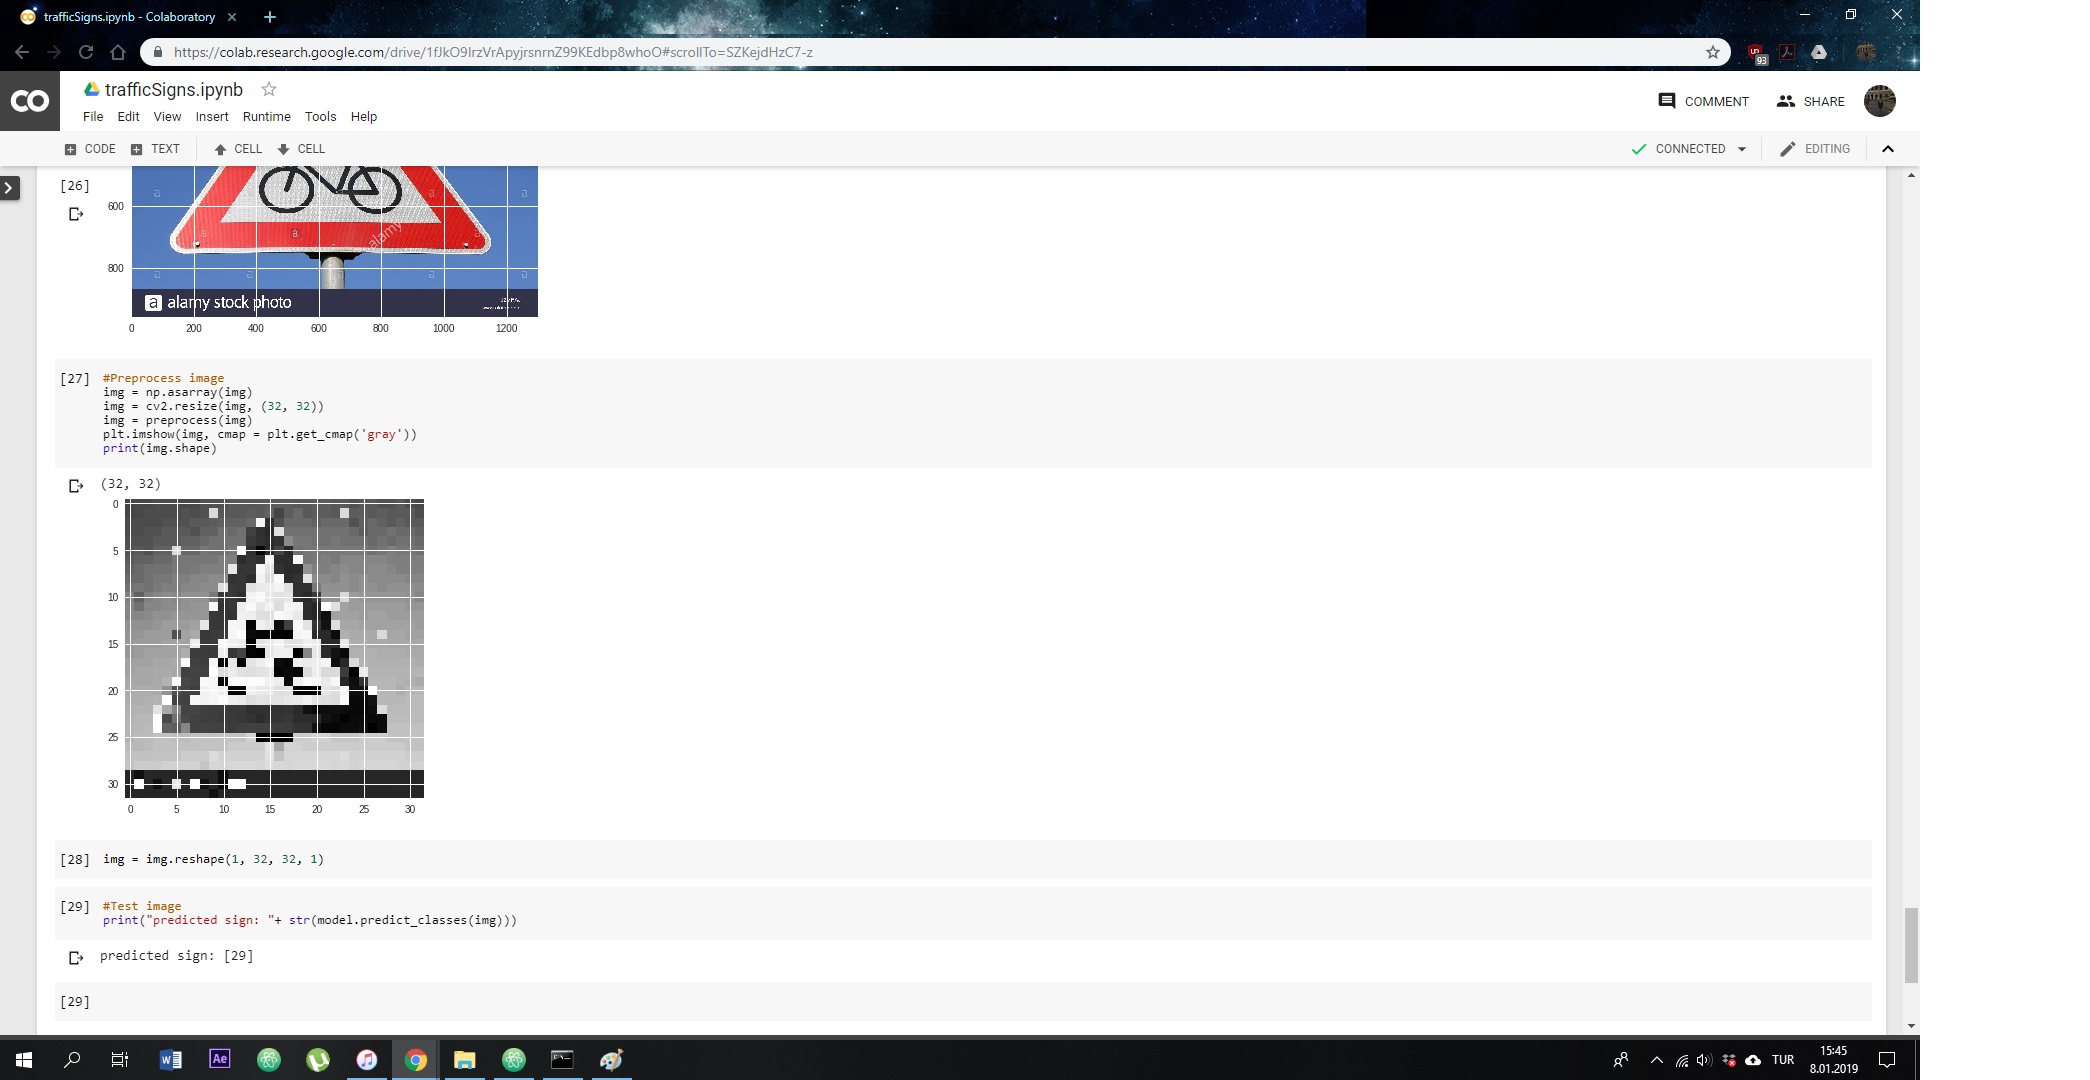 trafficSigns.ipynb - Colaboratory
https://colab.research.google.com/drive/1fJkO9IrzVrApyjrsnrnZ99KEdbp8whoO#scrollTo=SZKejdHzC7-z
93
CO
trafficSigns.ipynb
COMMENT
SHARE
File Edit View Insert Runtime Tools Help
CODE TEXT CELL CELL
CONNECTED
EDITING
[26]
600
800
a alamy stock photo
alamy
0 200 400 600 800 1000 1200
[27] #Preprocess image
img = np.asarray(img)
img = cv2.resize(img, (32, 32))
img = preprocess(img)
plt.imshow(img, cmap = plt.get_cmap('gray'))
print(img.shape)
(32, 32)
0
5
10
15
20
25
30
0 5 10 15 20 25 30
[28] img = img.reshape(1, 32, 32, 1)
[29] #Test image
print("predicted sign: "+ str(model.predict_classes(img)))
predicted sign: [29]
[29]
W Ae
TUR
15:45
8.01.2019